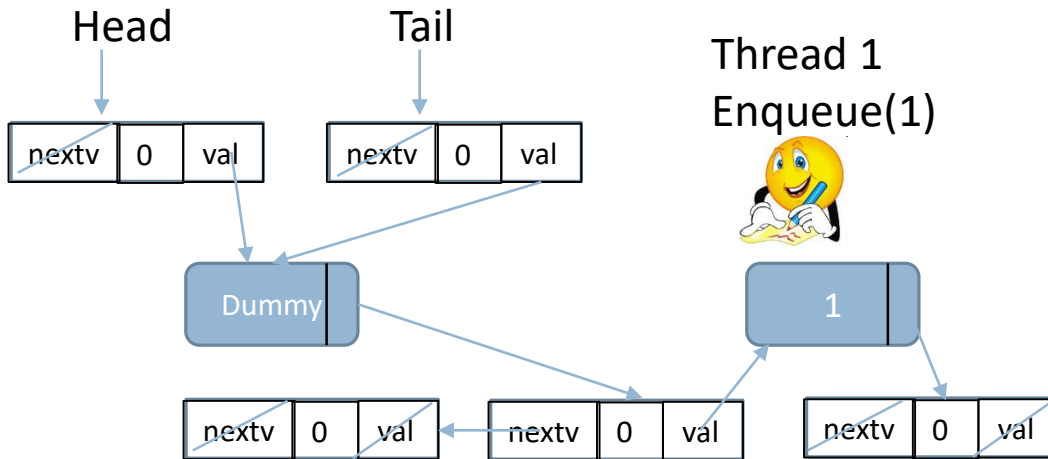 Head
Tail
Thread 1
Enqueue(1)
nextv 0 val
nextv 0 val
Dummy
1
nextv 0 val
nextv 0 val
nextv 0 val